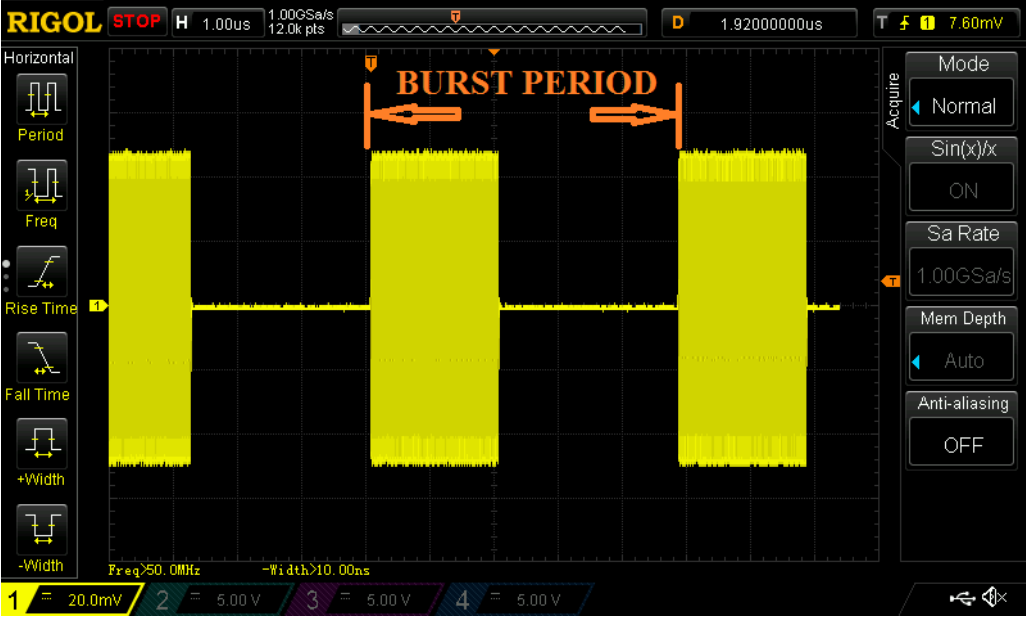 RIGOL STOP H 1.00us 1.00GSa/s 12.0k pts T D 1.92000000us T 1 7.60mV
Horizontal
Period
Freq
Rise Time
Fall Time
+Width
-Width
T
BURST PERIOD
1
T
Freq>50.0MHz -Width>10.00ns
Acquire
Mode
Normal
Sin(x)/x
ON
Sa Rate
1.00GSa/s
Mem Depth
Auto
Anti-aliasing
OFF
1 = 20.0mV 2 = 5.00 V 3 = 5.00 V 4 = 5.00 V